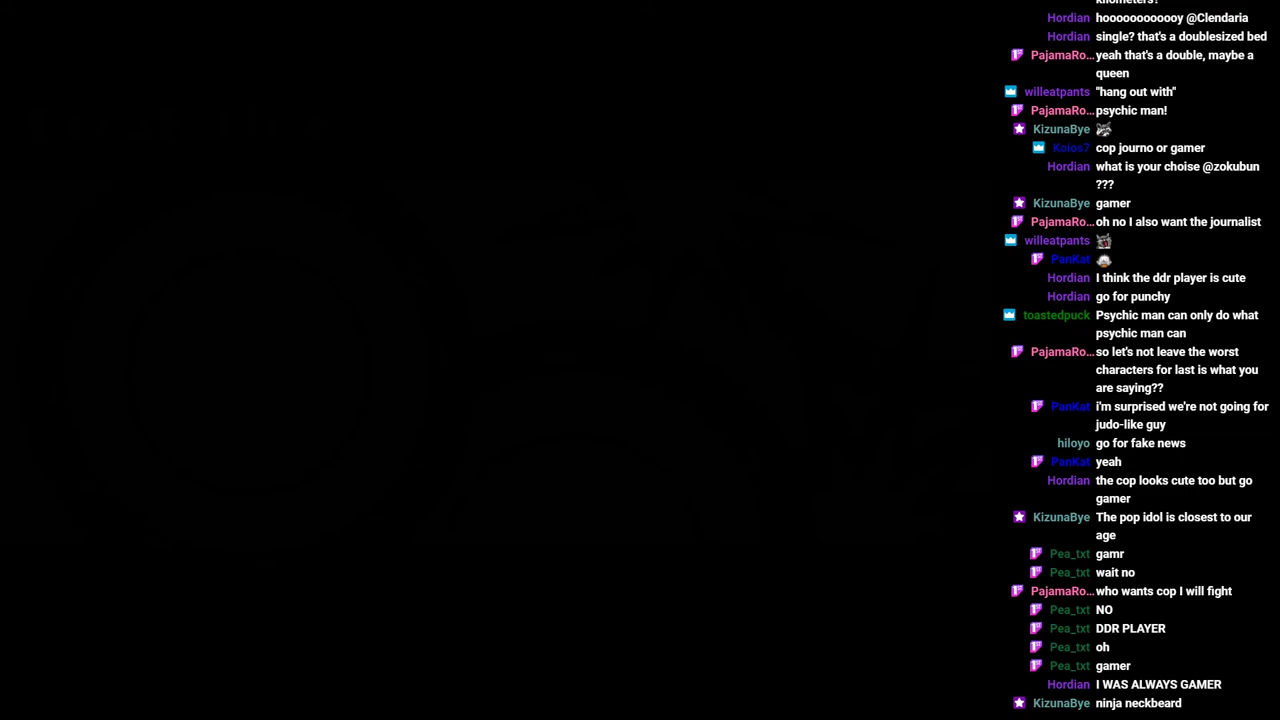 kilometers?
Hordian hoooooooooooy @Clendaria
Hordian single? that's a doublesized bed
PajamaRo... yeah that's a double, maybe a
queen
willeatpants "hang out with"
PajamaRo... psychic man!
KizunaBye
Koios7 cop journo or gamer
Hordian what is your choise @zokubun
???
KizunaBye gamer
PajamaRo... oh no I also want the journalist
willeatpants
PanKat
Hordian I think the ddr player is cute
Hordian go for punchy
toastedpuck Psychic man can only do what
psychic man can
PajamaRo... so let's not leave the worst
characters for last is what you
are saying??
PanKat i'm surprised we're not going for
judo-like guy
hiloyo go for fake news
PanKat yeah
Hordian the cop looks cute too but go
gamer
KizunaBye The pop idol is closest to our
age
Pea_txt gamr
Pea_txt wait no
PajamaRo... who wants cop I will fight
Pea_txt NO
Pea_txt DDR PLAYER
Pea_txt oh
Pea_txt gamer
Hordian I WAS ALWAYS GAMER
KizunaBye ninja neckbeard